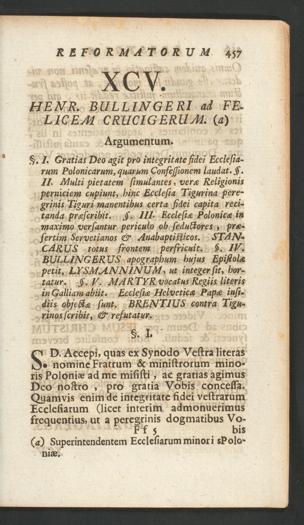 REFORMATORUM 457
XCV.
HENR. BULLINGERI ad FE-
LICEM CRUCIGERUM. (a)
Argumentum.
§. I. Gratias Deo agit pro integritate fidei Ecclesia-
rum Polonicarum, quarum Confessionem laudat. §.
II. Multi pietatem simulantes, veræ Religionis
perniciem cupiunt, hinc Ecclesia Tigurina pere-
grinis Tiguri manentibus certa fidei capita reci-
tanda præscribit. §. III. Ecclesiæ Polonicæ in
maximo versantur periculo ob seductores, præ-
sertim Servetianos & Anabaptisticos. STAN-
CARUS totus frontem perfricuit. §. IV.
BULLINGERUS apographum hujus Epistolæ
petit, LYSMANNINUM, ut integer sit, hor-
tatur. §. V. MARTYR vocatus Regiis literis
in Galliam abiit. Ecclesiæ Helveticæ Papæ insi-
diis objectæ sunt. BRENTIUS contra Tigu-
rinos scribit, & refutatur.
§. I.
S. D. Accepi, quas ex Synodo Vestra literas
nomine Fratrum & ministrorum mino-
ris Poloniæ ad me misisti, ac gratias agimus
Deo nostro, pro gratia Vobis concessa.
Quamvis enim de integritate fidei vestrarum
Ecclesiarum (licet interim admonuerimus
frequentius, ut a peregrinis dogmatibus Vo-
Ff 5 bis
(a) Superintendentem Ecclesiarum minori sPolo-
niæ.